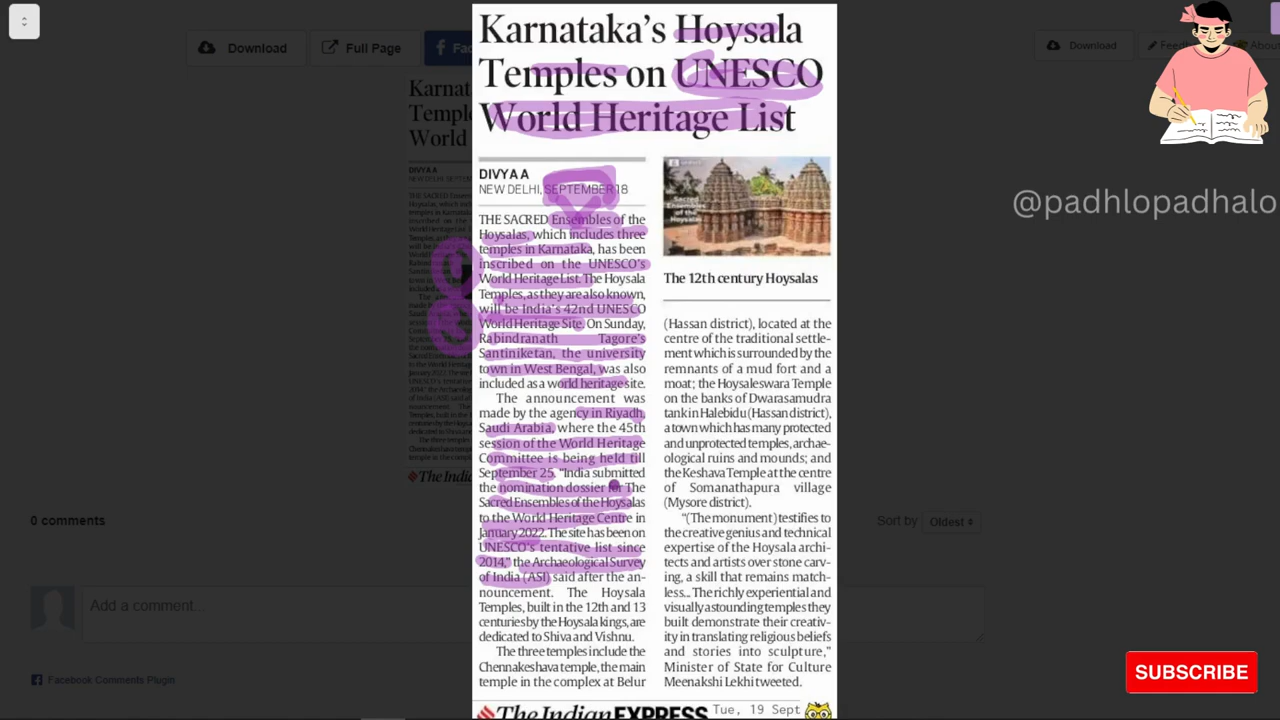 Karnataka's Hoysala
Temples on UNESCO
World Heritage List
DIVYA A
NEW DELHI, SEPTEMBER 18
THE SACRED Ensembles of the
Hoysalas, which includes three
temples in Karnataka, has been
inscribed on the UNESCO's
World Heritage List. The Hoysala
Temples, as they are also known,
will be India's 42nd UNESCO
World Heritage Site. On Sunday,
Rabindranath Tagore's
Santiniketan, the university
town in West Bengal, was also
included as a world heritage site.
The announcement was
made by the agency in Riyadh,
Saudi Arabia, where the 45th
session of the World Heritage
Committee is being held till
September 25. “India submitted
the nomination dossier for The
Sacred Ensembles of the Hoysalas
to the World Heritage Centre in
January 2022. The site has been on
UNESCO's tentative list since
2014,” the Archaeological Survey
of India (ASI) said after the an-
nouncement. The Hoysala
Temples, built in the 12th and 13
centuries by the Hoysala kings, are
dedicated to Shiva and Vishnu.
The three temples include the
Chennakeshava temple, the main
temple in the complex at Belur
Sacred
Ensembles
of the
Hoysalas
The 12th century Hoysalas
(Hassan district), located at the
centre of the traditional settle-
ment which is surrounded by the
remnants of a mud fort and a
moat; the Hoysaleswara Temple
on the banks of Dwarasamudra
tank in Halebidu (Hassan district),
a town which has many protected
and unprotected temples, archae-
ological ruins and mounds; and
the Keshava Temple at the centre
of Somanathapura village
(Mysore district).
“(The monument) testifies to
the creative genius and technical
expertise of the Hoysala archi-
tects and artists over stone carv-
ing, a skill that remains match-
less... The richly experiential and
visually astounding temples they
built demonstrate their creativ-
ity in translating religious beliefs
and stories into sculpture,”
Minister of State for Culture
Meenakshi Lekhi tweeted.
The Indian EXPRESS
Tue, 19 Sept
Download
Full Page
Fac
Download
Feedb
About
@padhlopadhalo
0 comments
Sort by Oldest
Add a comment...
Facebook Comments Plugin
SUBSCRIBE